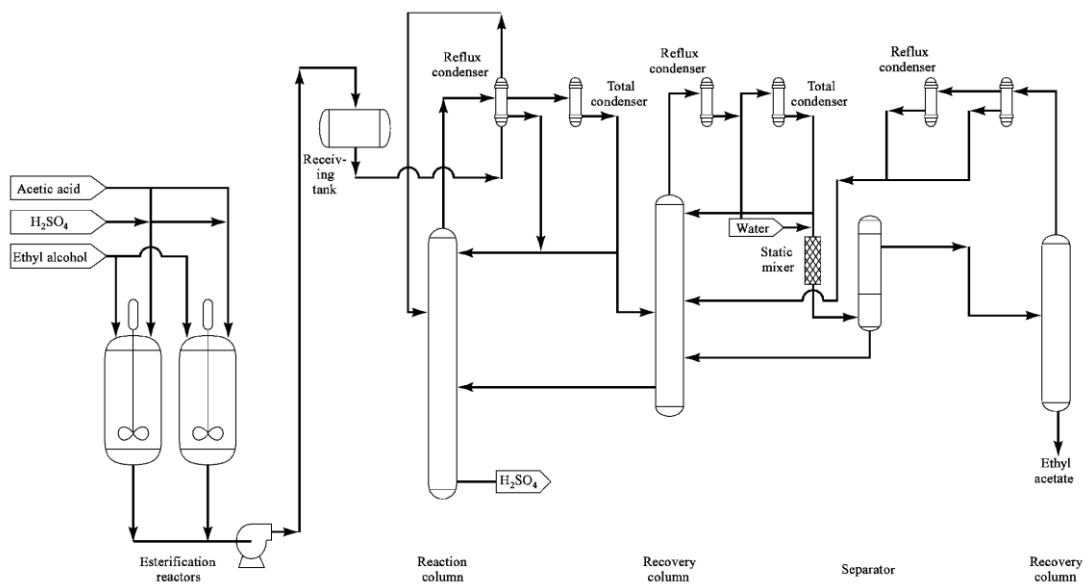 Acetic acid
H₂SO₄
Ethyl alcohol
Receiv-
ing
tank
Reflux
condenser
Total
condenser
Reflux
condenser
Total
condenser
Reflux
condenser
Water
Static
mixer
H₂SO₄
Ethyl
acetate
Esterification
reactors
Reaction
column
Recovery
column
Separator
Recovery
column